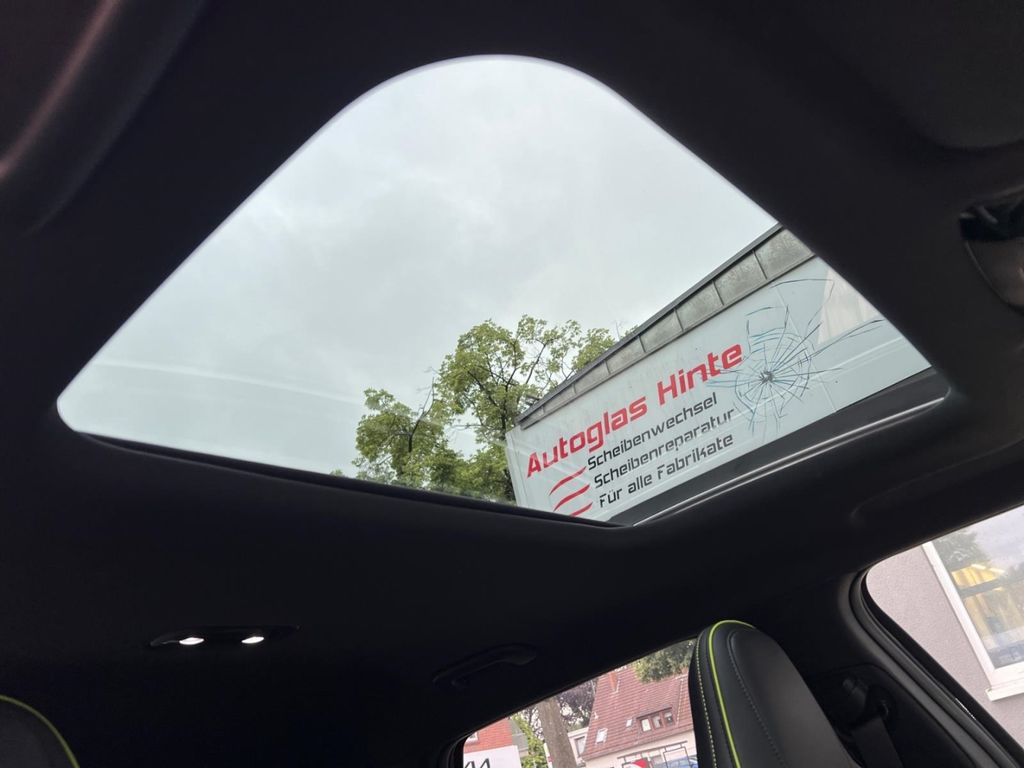 Autoglas Hinte
Scheibenwechsel
Scheibenreparatur
Für alle Fabrikate